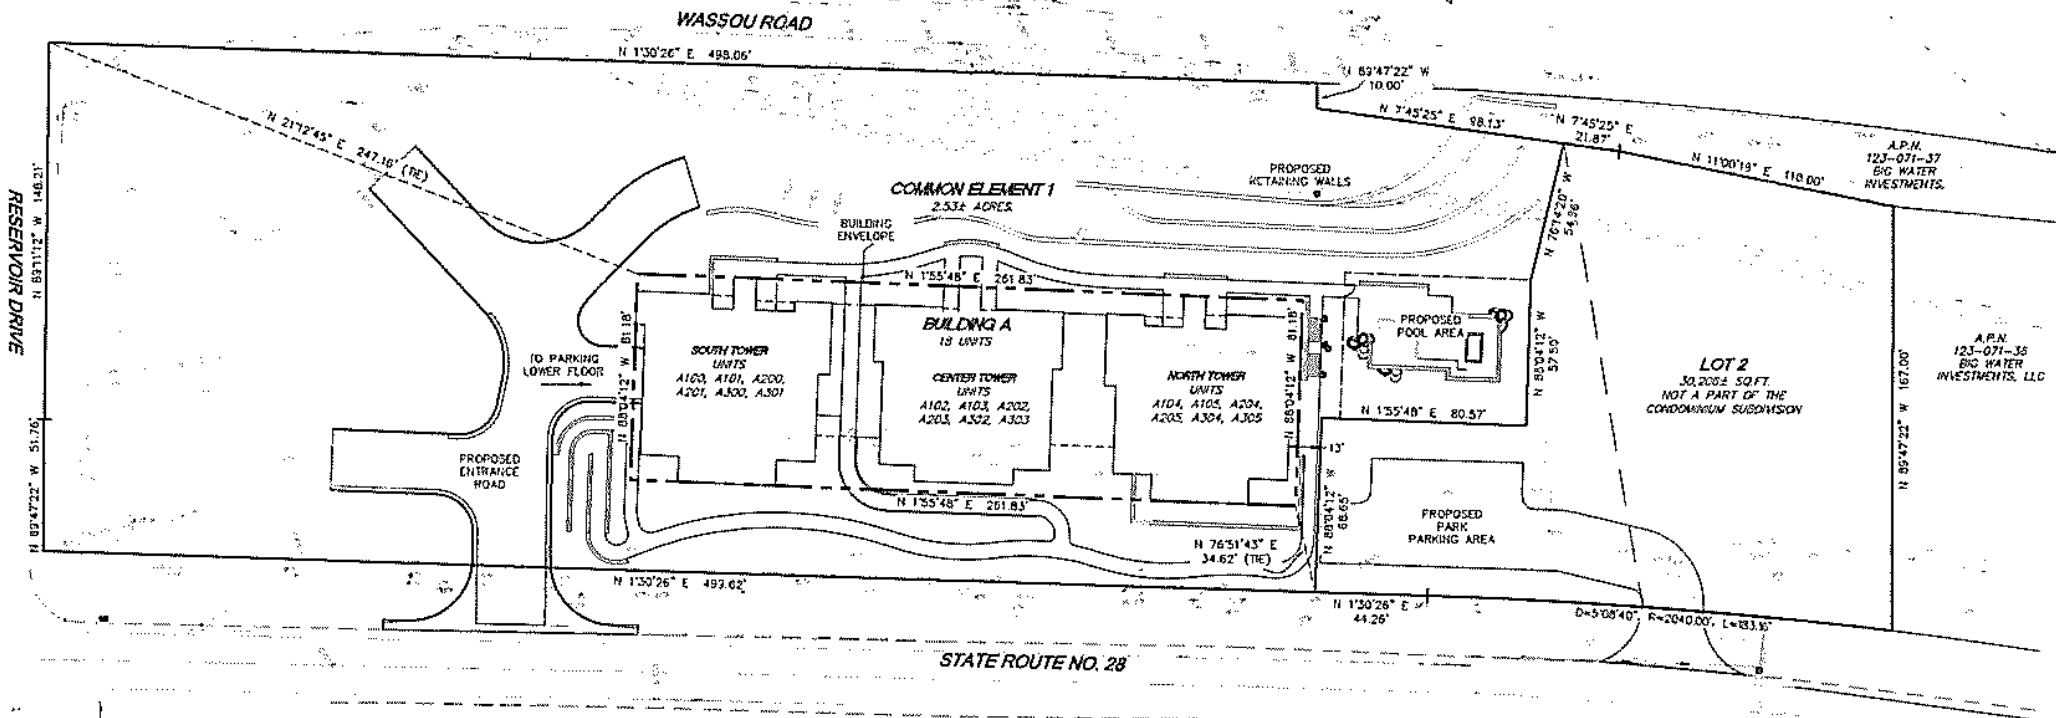 WASSOU ROAD
N 1°30'26" E 498.06'
N 89°47'22" W
10.00'
N 7°45'25" E 98.13'
N 7°45'25" E
21.87'
N 11°00'19" E 110.00'
A.P.N.
123-071-37
BIG WATER
INVESTMENTS,
N 21°12'45" E 247.16' (TIE)
RESERVOIR DRIVE
N 89°11'12" W 146.21'
N 89°47'22" W 51.76'
COMMON ELEMENT 1
2.53± ACRES
PROPOSED
RETAINING WALLS
BUILDING
ENVELOPE
N 76°14'20" W
54.96'
N 1°55'48" E 261.83'
N 88°04'12" W 81.18'
BUILDING A
18 UNITS
SOUTH TOWER
UNITS
A100, A101, A200,
A201, A300, A301
CENTER TOWER
UNITS
A102, A103, A202,
A203, A302, A303
NORTH TOWER
UNITS
A104, A105, A204,
A205, A304, A305
N 88°04'12" W 81.18'
PROPOSED
POOL AREA
N 88°04'12" W
57.50'
N 1°55'48" E 80.57'
LOT 2
30,206± SQ.FT.
NOT A PART OF THE
CONDOMINIUM SUBDIVISION
N 89°47'22" W 167.00'
A.P.N.
123-071-36
BIG WATER
INVESTMENTS, LLC
TO PARKING
LOWER FLOOR
PROPOSED
ENTRANCE
ROAD
13'
N 88°04'12" W
68.65'
N 1°55'48" E 261.83'
PROPOSED
PARK
PARKING AREA
N 76°51'43" E
34.62' (TIE)
N 1°30'26" E 493.62'
N 1°30'26" E
44.26'
D=5°08'40", R=2040.00', L=183.16'
STATE ROUTE NO. 28